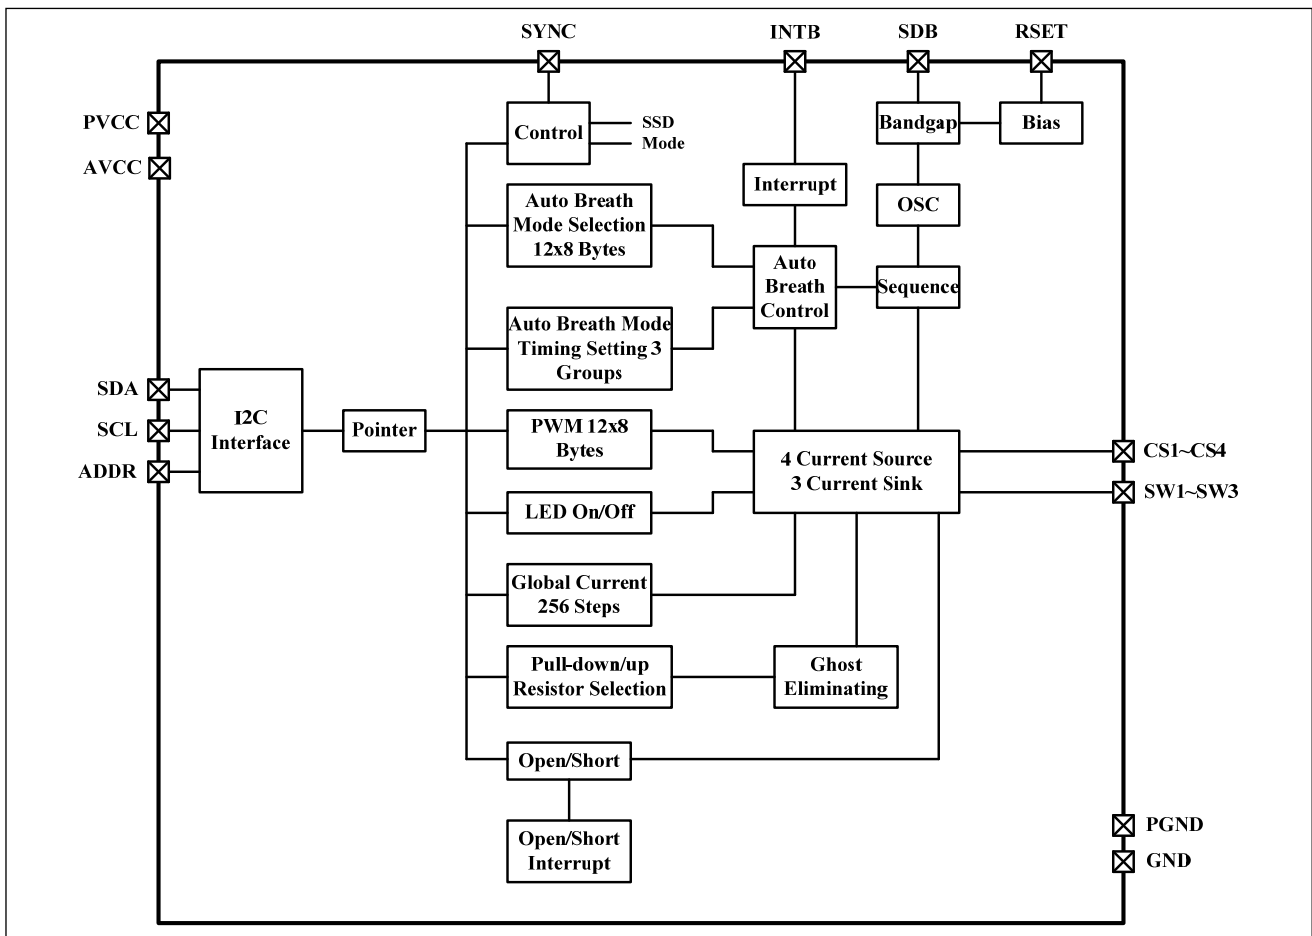 SYNC
INTB
SDB
RSET
PVCC
AVCC
Control
SSD
Mode
Bandgap
Bias
Interrupt
OSC
Auto Breath
Mode Selection
12x8 Bytes
Auto
Breath
Control
Sequence
Auto Breath Mode
Timing Setting 3
Groups
SDA
SCL
ADDR
I2C
Interface
Pointer
PWM 12x8
Bytes
4 Current Source
3 Current Sink
CS1~CS4
SW1~SW3
LED On/Off
Global Current
256 Steps
Pull-down/up
Resistor Selection
Ghost
Eliminating
Open/Short
Open/Short
Interrupt
PGND
GND